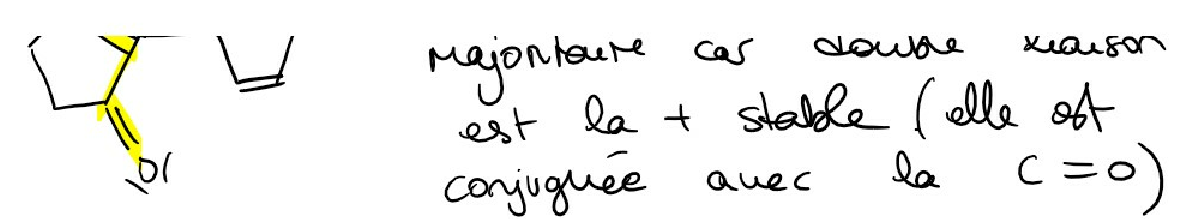 majoritaire car double liaison
est la + stable (elle est
conjuguée avec la C=O)
O